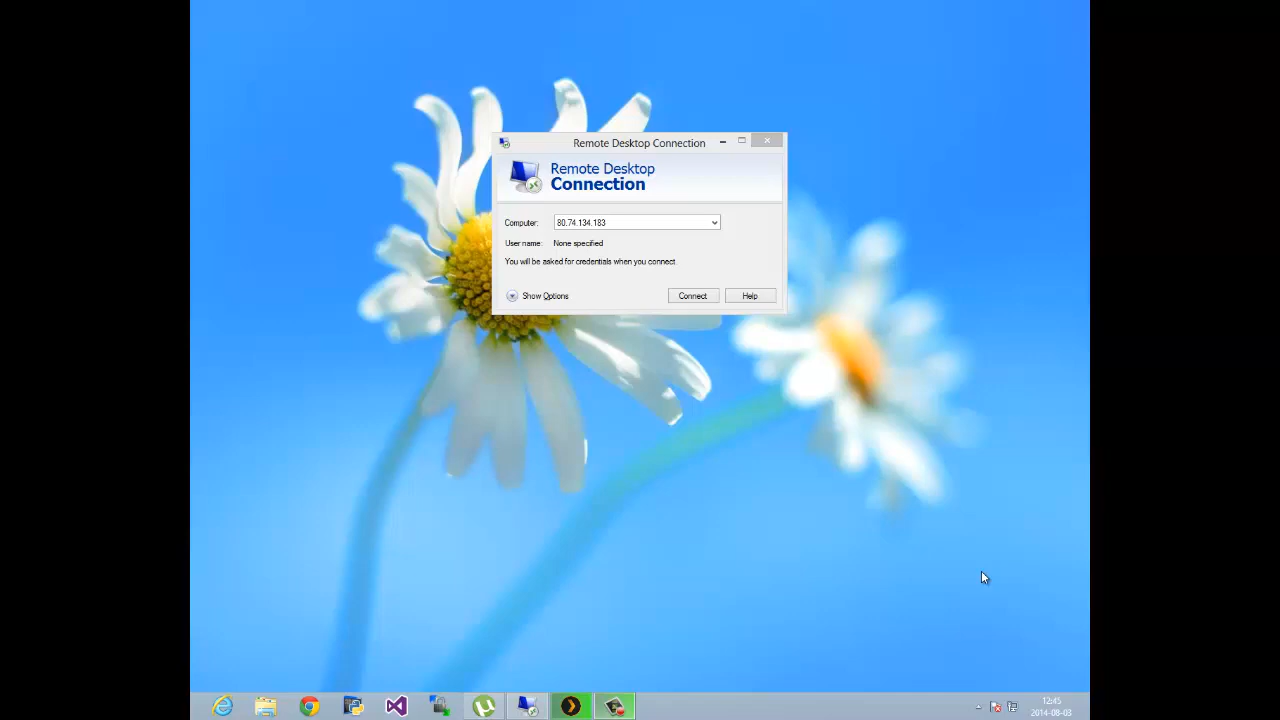 Remote Desktop Connection
Remote Desktop
Connection
Computer: 80.74.134.183
User name: None specified
You will be asked for credentials when you connect.
Show Options Connect Help
12:45
2014-08-03